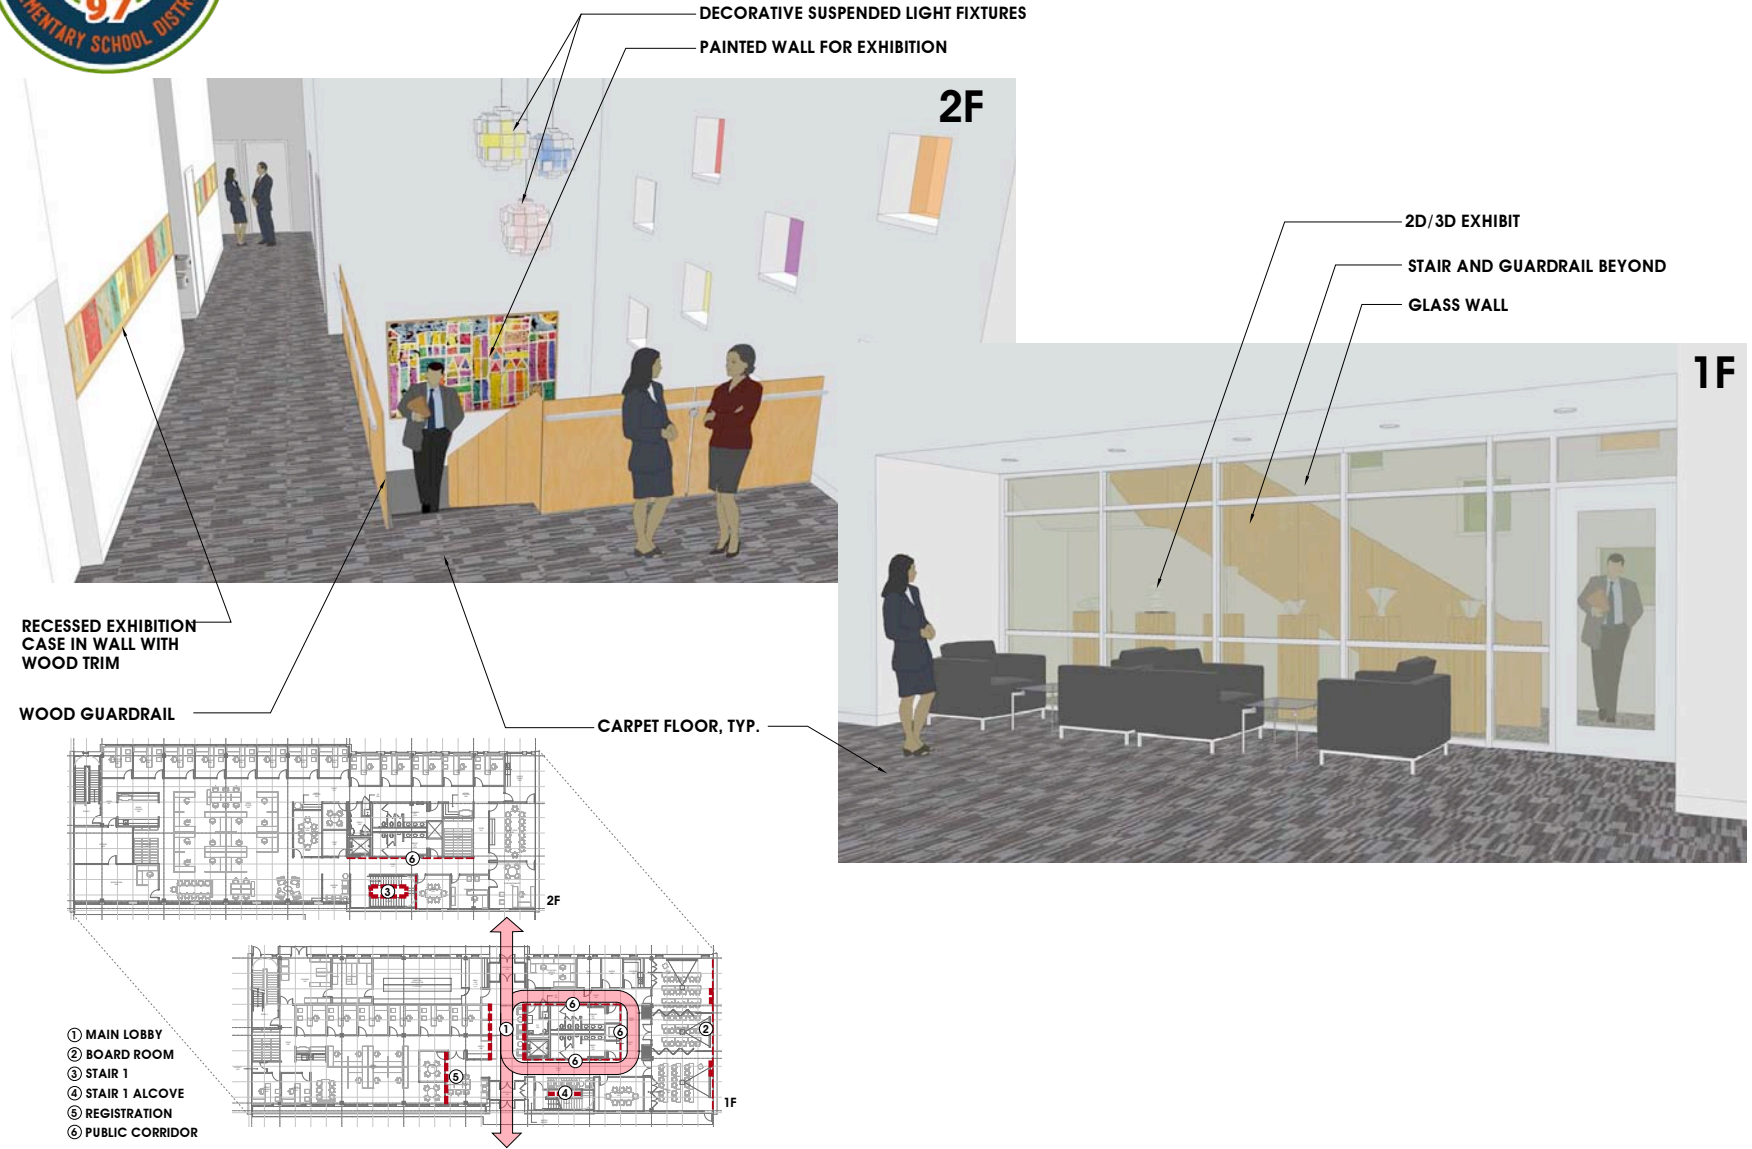 97
ELEMENTARY SCHOOL DISTR
DECORATIVE SUSPENDED LIGHT FIXTURES
PAINTED WALL FOR EXHIBITION
2F
2D/3D EXHIBIT
STAIR AND GUARDRAIL BEYOND
GLASS WALL
1F
RECESSED EXHIBITION
CASE IN WALL WITH
WOOD TRIM
WOOD GUARDRAIL
CARPET FLOOR, TYP.
6
3
2F
6
1
6
2
6
5
4
1F
1 MAIN LOBBY
2 BOARD ROOM
3 STAIR 1
4 STAIR 1 ALCOVE
5 REGISTRATION
6 PUBLIC CORRIDOR